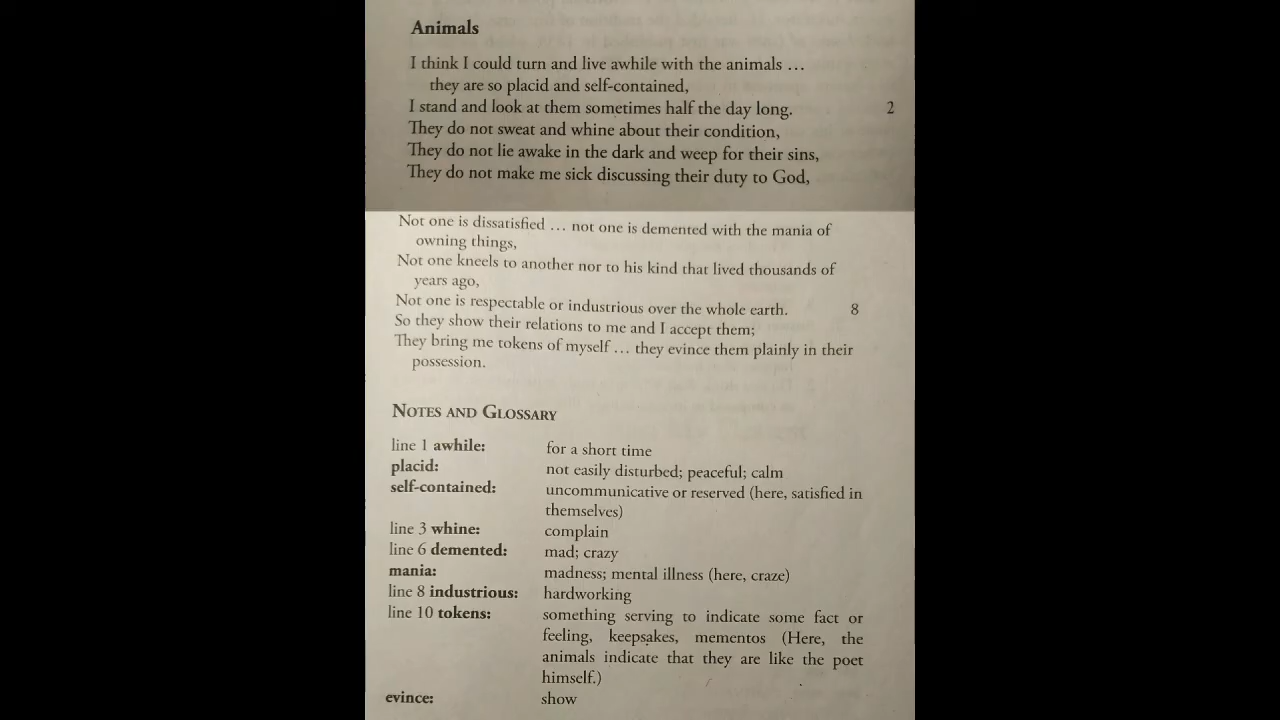 Animals
I think I could turn and live awhile with the animals ...
they are so placid and self-contained,
I stand and look at them sometimes half the day long. 2
They do not sweat and whine about their condition,
They do not lie awake in the dark and weep for their sins,
They do not make me sick discussing their duty to God,
Not one is dissatisfied ... not one is demented with the mania of
owning things,
Not one kneels to another nor to his kind that lived thousands of
years ago,
Not one is respectable or industrious over the whole earth. 8
So they show their relations to me and I accept them;
They bring me tokens of myself ... they evince them plainly in their
possession.
NOTES AND GLOSSARY
line 1 awhile: for a short time
placid: not easily disturbed; peaceful; calm
self-contained: uncommunicative or reserved (here, satisfied in
themselves)
line 3 whine: complain
line 6 demented: mad; crazy
mania: madness; mental illness (here, craze)
line 8 industrious: hardworking
line 10 tokens: something serving to indicate some fact or
feeling, keepsakes, mementos (Here, the
animals indicate that they are like the poet
himself.)
evince: show